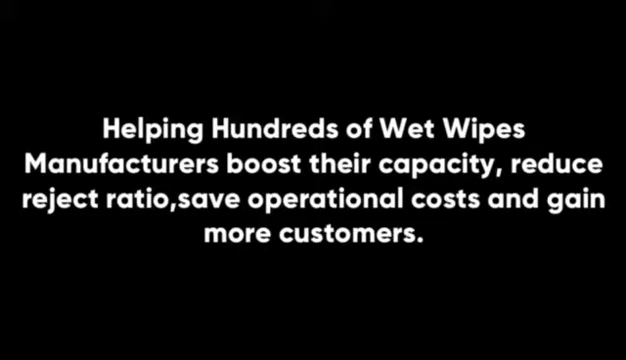 Helping Hundreds of Wet Wipes
Manufacturers boost their capacity, reduce
reject ratio,save operational costs and gain
more customers.